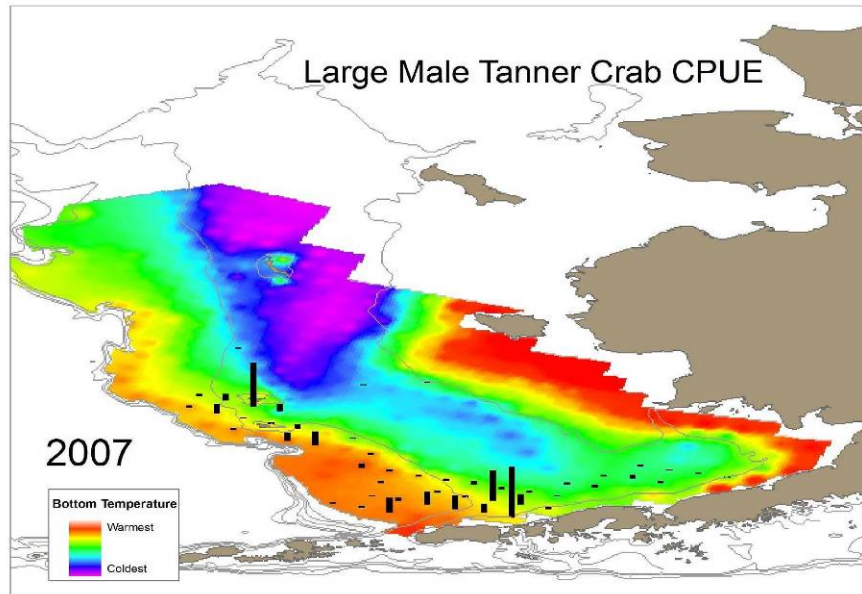 Large Male Tanner Crab CPUE
2007
Bottom Temperature
Warmest
Coldest